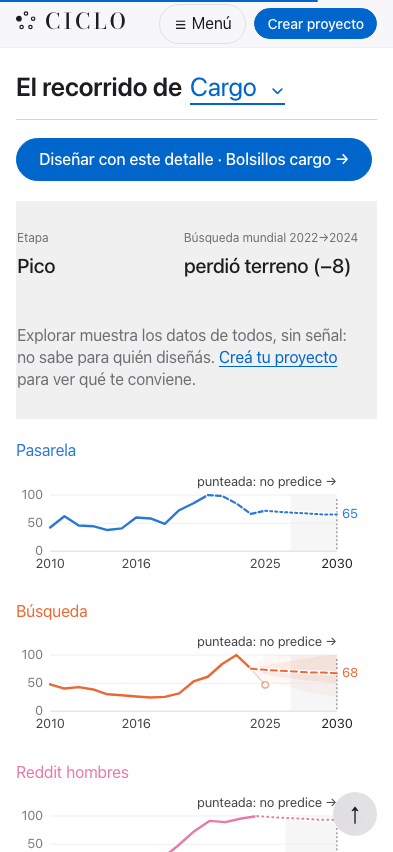 CICLO
≡ Menú
Crear proyecto
El recorrido de Cargo
Diseñar con este detalle · Bolsillos cargo →
Etapa
Búsqueda mundial 2022→2024
Pico
perdió terreno (−8)
Explorar muestra los datos de todos, sin señal:
no sabe para quién diseñás. Creá tu proyecto
para ver qué te conviene.
Pasarela
punteada: no predice →
100
65
50
0
2010
2016
2025
2030
Búsqueda
punteada: no predice →
100
68
50
0
2010
2016
2025
2030
Reddit hombres
punteada: no predice →
100
92
50
↑